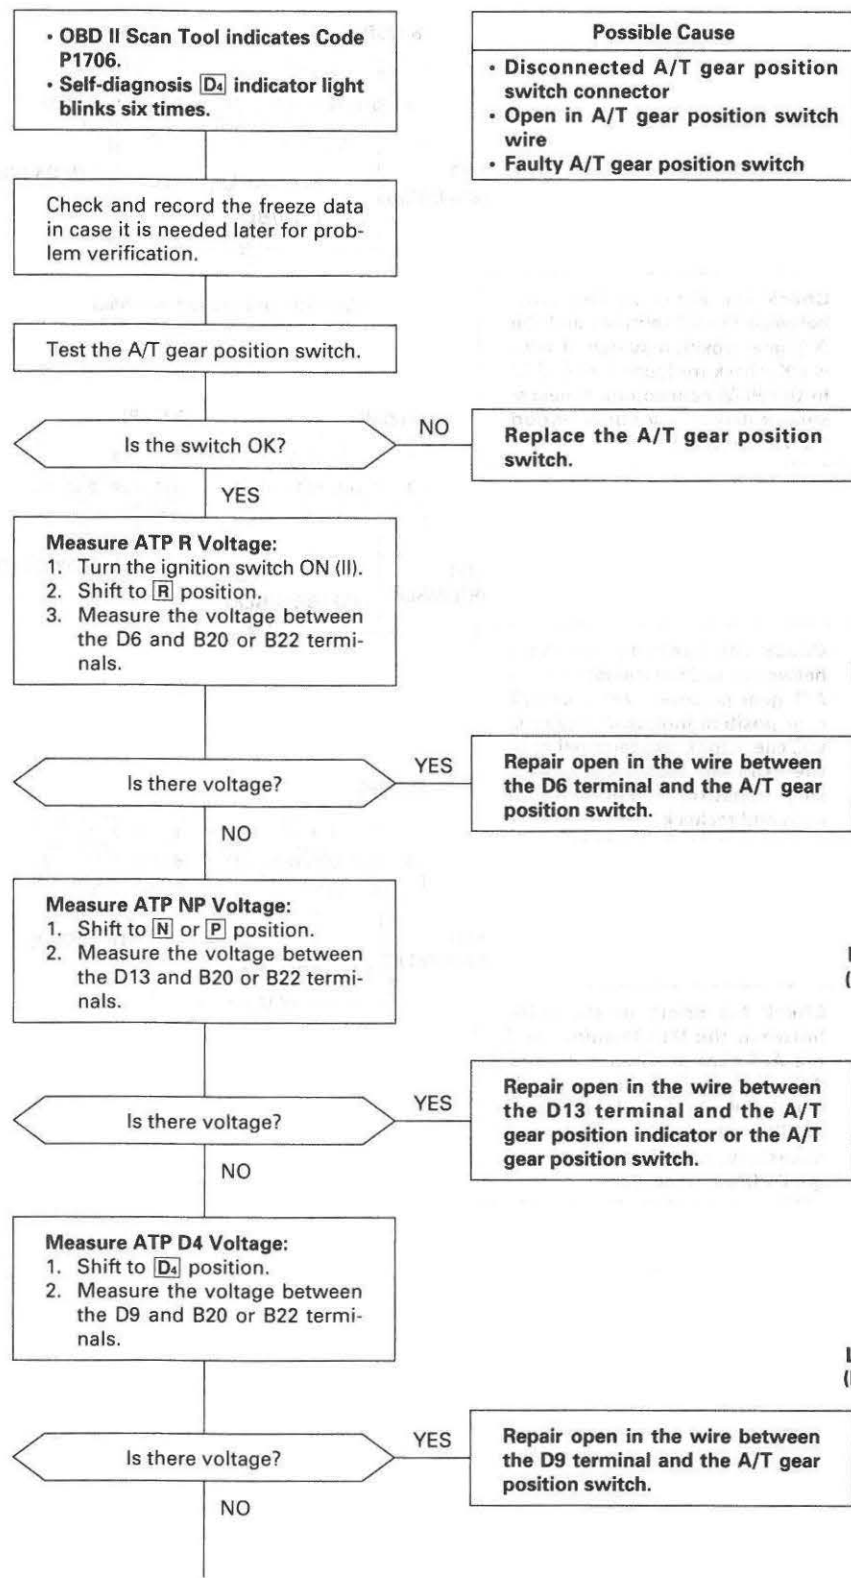 • OBD II Scan Tool indicates Code
P1706.
• Self-diagnosis D4 indicator light
blinks six times.
Possible Cause
• Disconnected A/T gear position
switch connector
• Open in A/T gear position switch
wire
• Faulty A/T gear position switch
Check and record the freeze data
in case it is needed later for prob-
lem verification.
Test the A/T gear position switch.
Is the switch OK?
NO
Replace the A/T gear position
switch.
YES
Measure ATP R Voltage:
1. Turn the ignition switch ON (II).
2. Shift to R position.
3. Measure the voltage between
the D6 and B20 or B22 termi-
nals.
Is there voltage?
YES
Repair open in the wire between
the D6 terminal and the A/T gear
position switch.
NO
Measure ATP NP Voltage:
1. Shift to N or P position.
2. Measure the voltage between
the D13 and B20 or B22 termi-
nals.
Is there voltage?
YES
Repair open in the wire between
the D13 terminal and the A/T
gear position indicator or the A/T
gear position switch.
NO
Measure ATP D4 Voltage:
1. Shift to D4 position.
2. Measure the voltage between
the D9 and B20 or B22 termi-
nals.
Is there voltage?
YES
Repair open in the wire between
the D9 terminal and the A/T gear
position switch.
NO